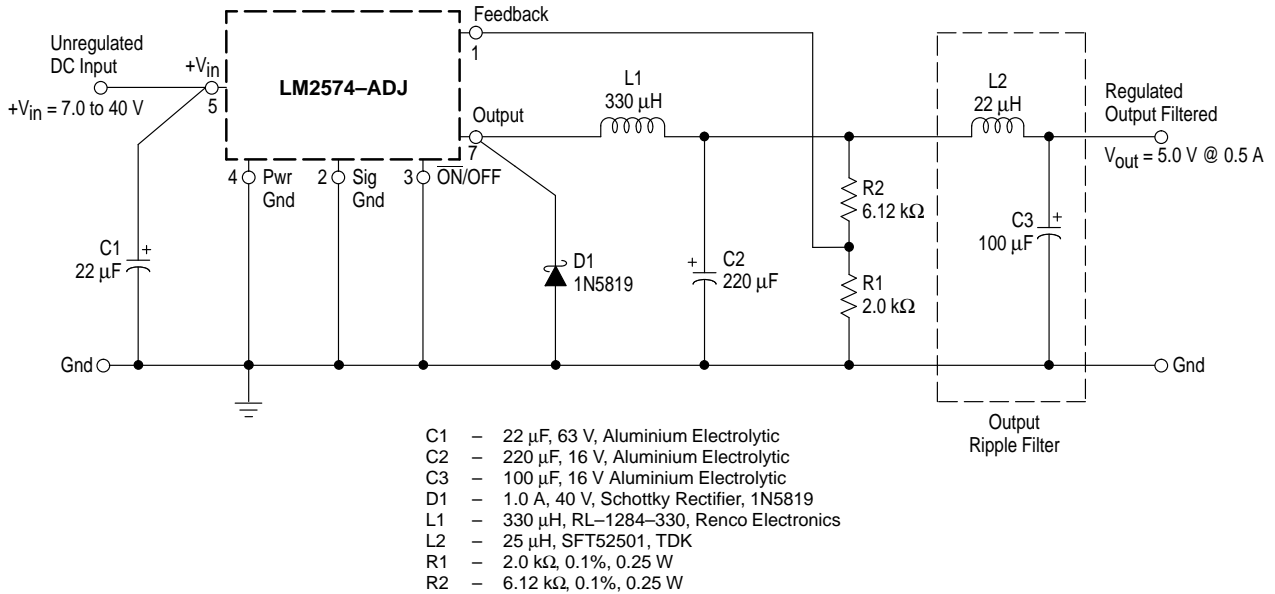 Feedback
1
Unregulated
DC Input
+Vin
5
+Vin = 7.0 to 40 V
LM2574–ADJ
Output
7
L1
330 μH
L2
22 μH
Regulated
Output Filtered
Vout = 5.0 V @ 0.5 A
4 Pwr
Gnd
2 Sig
Gnd
3 O̅N̅/OFF
R2
6.12 kΩ
C3 +
100 μF
C1 +
22 μF
D1
1N5819
+ C2
220 μF
R1
2.0 kΩ
Gnd
Gnd
Output
Ripple Filter
C1 – 22 μF, 63 V, Aluminium Electrolytic
C2 – 220 μF, 16 V, Aluminium Electrolytic
C3 – 100 μF, 16 V Aluminium Electrolytic
D1 – 1.0 A, 40 V, Schottky Rectifier, 1N5819
L1 – 330 μH, RL–1284–330, Renco Electronics
L2 – 25 μH, SFT52501, TDK
R1 – 2.0 kΩ, 0.1%, 0.25 W
R2 – 6.12 kΩ, 0.1%, 0.25 W